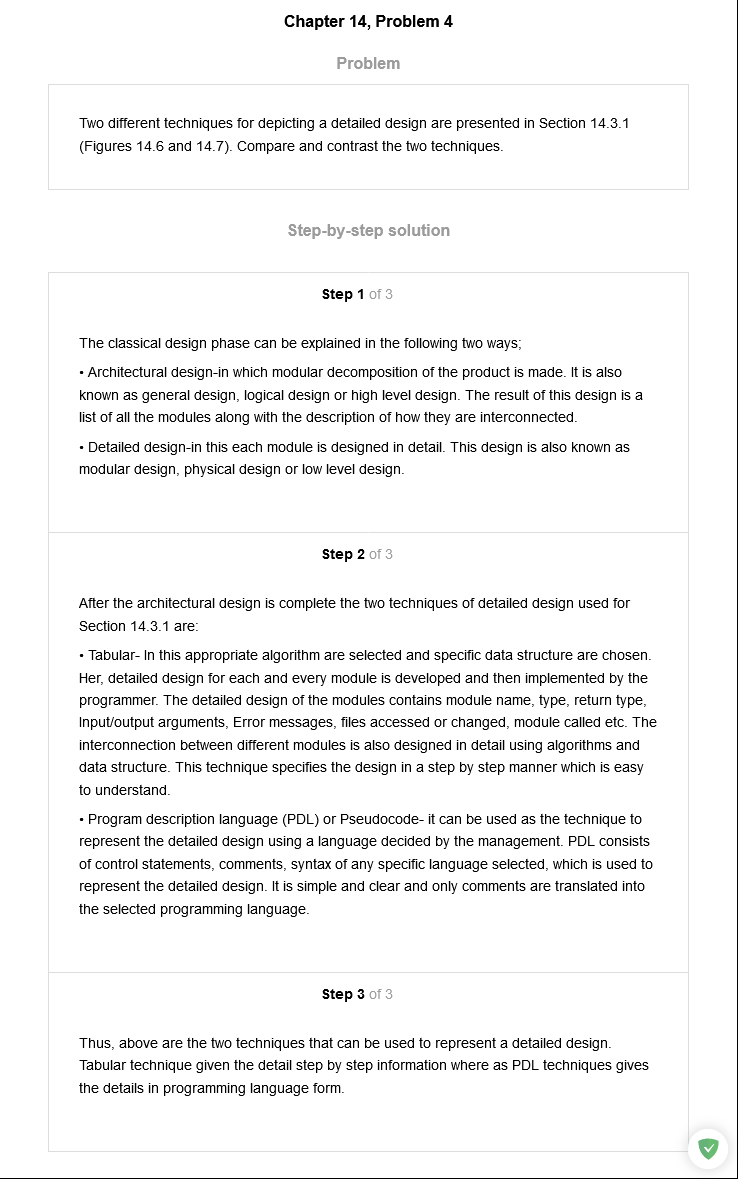 Chapter 14, Problem 4
Problem
Two different techniques for depicting a detailed design are presented in Section 14.3.1
(Figures 14.6 and 14.7). Compare and contrast the two techniques.
Step-by-step solution
Step 1 of 3
The classical design phase can be explained in the following two ways;
• Architectural design-in which modular decomposition of the product is made. It is also
known as general design, logical design or high level design. The result of this design is a
list of all the modules along with the description of how they are interconnected.
• Detailed design-in this each module is designed in detail. This design is also known as
modular design, physical design or low level design.
Step 2 of 3
After the architectural design is complete the two techniques of detailed design used for
Section 14.3.1 are:
• Tabular- In this appropriate algorithm are selected and specific data structure are chosen.
Her, detailed design for each and every module is developed and then implemented by the
programmer. The detailed design of the modules contains module name, type, return type,
Input/output arguments, Error messages, files accessed or changed, module called etc. The
interconnection between different modules is also designed in detail using algorithms and
data structure. This technique specifies the design in a step by step manner which is easy
to understand.
• Program description language (PDL) or Pseudocode- it can be used as the technique to
represent the detailed design using a language decided by the management. PDL consists
of control statements, comments, syntax of any specific language selected, which is used to
represent the detailed design. It is simple and clear and only comments are translated into
the selected programming language.
Step 3 of 3
Thus, above are the two techniques that can be used to represent a detailed design.
Tabular technique given the detail step by step information where as PDL techniques gives
the details in programming language form.